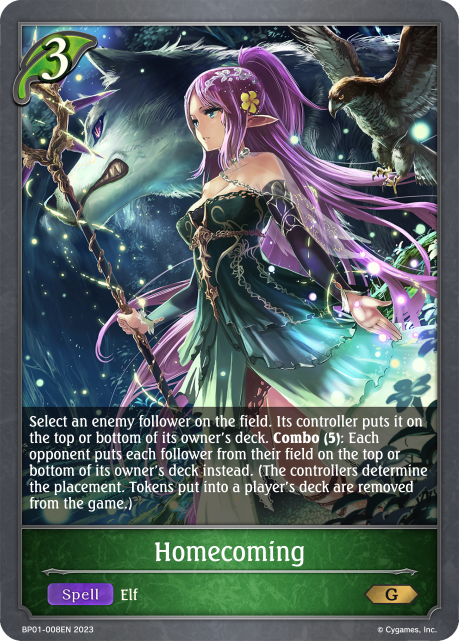 3
Select an enemy follower on the field. Its controller puts it on
the top or bottom of its owner's deck. Combo (5): Each
opponent puts each follower from their field on the top or
bottom of its owner's deck instead. (The controllers determine
the placement. Tokens put into a player's deck are removed
from the game.)
Homecoming
Spell Elf G
BP01-008EN 2023 © Cygames, Inc.